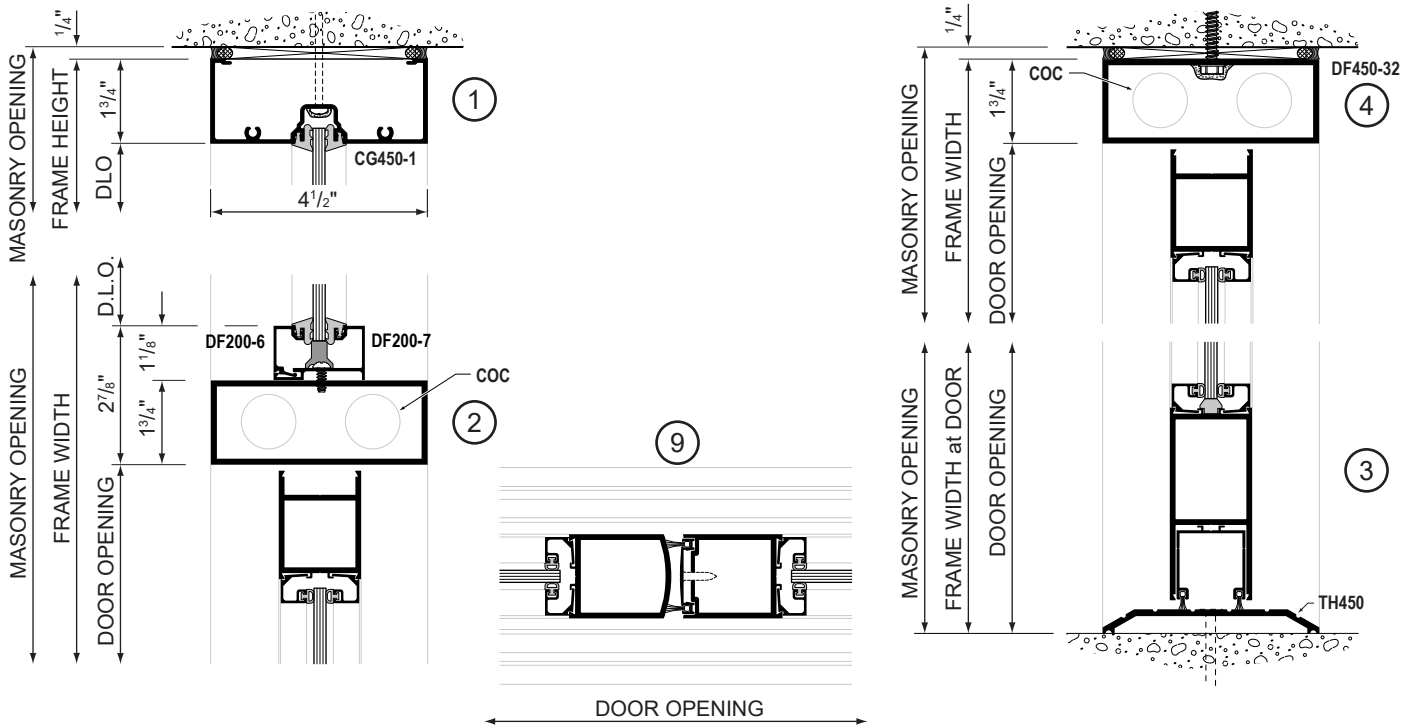 1/4"
MASONRY OPENING
FRAME HEIGHT
1 3/4"
DLO
1
CG450-1
4 1/2"
MASONRY OPENING
FRAME WIDTH
D.L.O.
DF200-6
DF200-7
1 1/8"
2 7/8"
1 3/4"
COC
2
DOOR OPENING
9
DOOR OPENING
1/4"
MASONRY OPENING
FRAME WIDTH
1 3/4"
DOOR OPENING
COC
DF450-32
4
MASONRY OPENING
FRAME WIDTH at DOOR
DOOR OPENING
3
TH450